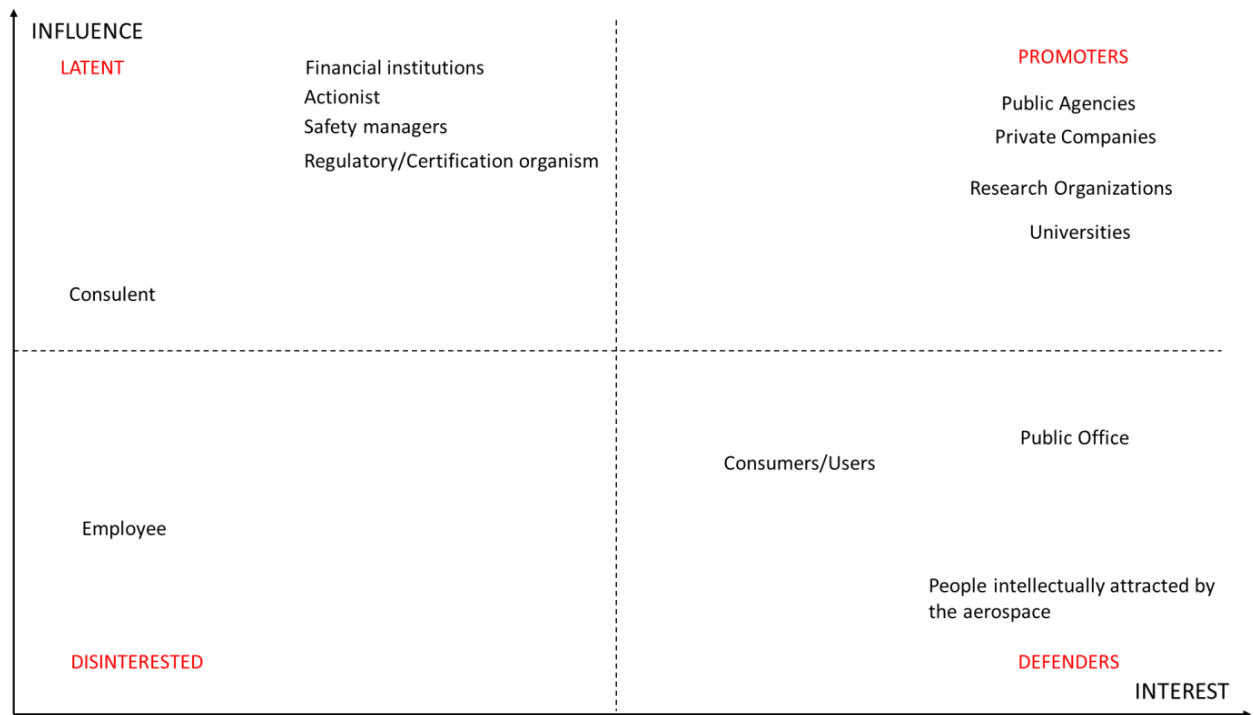 INFLUENCE
LATENT
Financial institutions
Actionist
Safety managers
Regulatory/Certification organism
Consulent
PROMOTERS
Public Agencies
Private Companies
Research Organizations
Universities
Employee
DISINTERESTED
Public Office
Consumers/Users
People intellectually attracted by
the aerospace
DEFENDERS
INTEREST